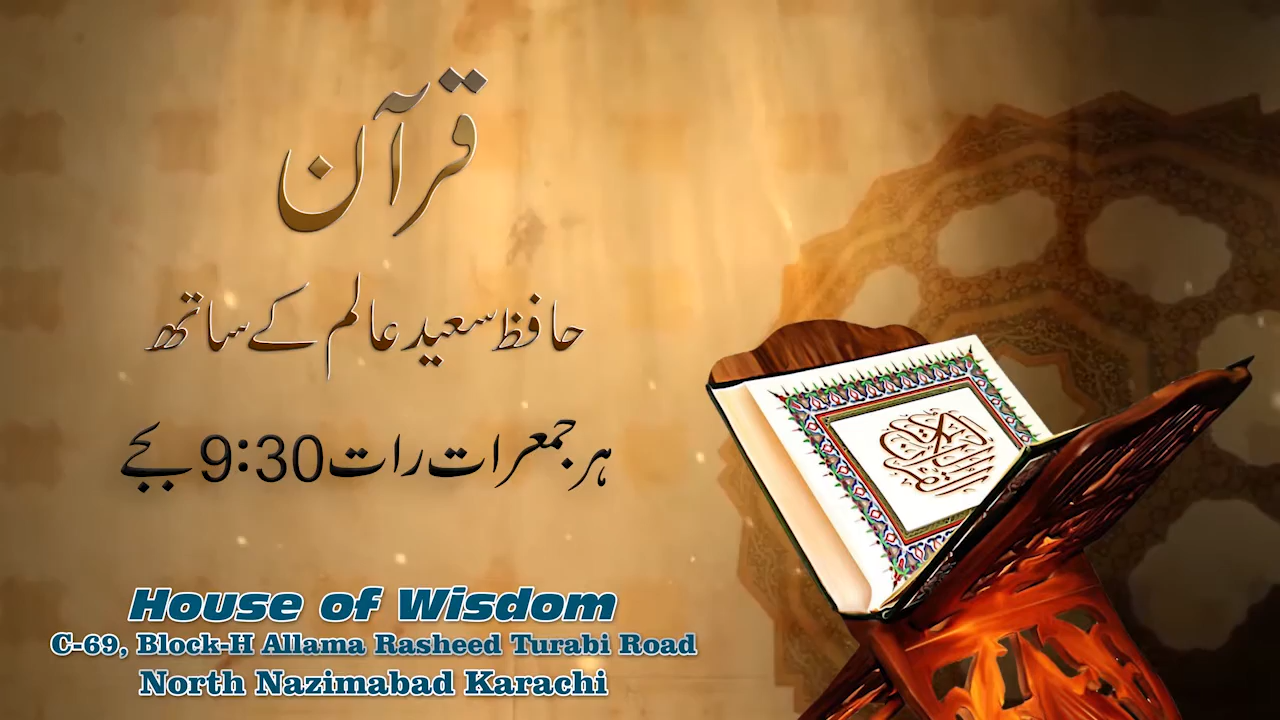 قرآن
حافظ سعید عالم کے ساتھ
ہر جمعرات رات 9:30 بجے
House of Wisdom
C-69, Block-H Allama Rasheed Turabi Road
North Nazimabad Karachi